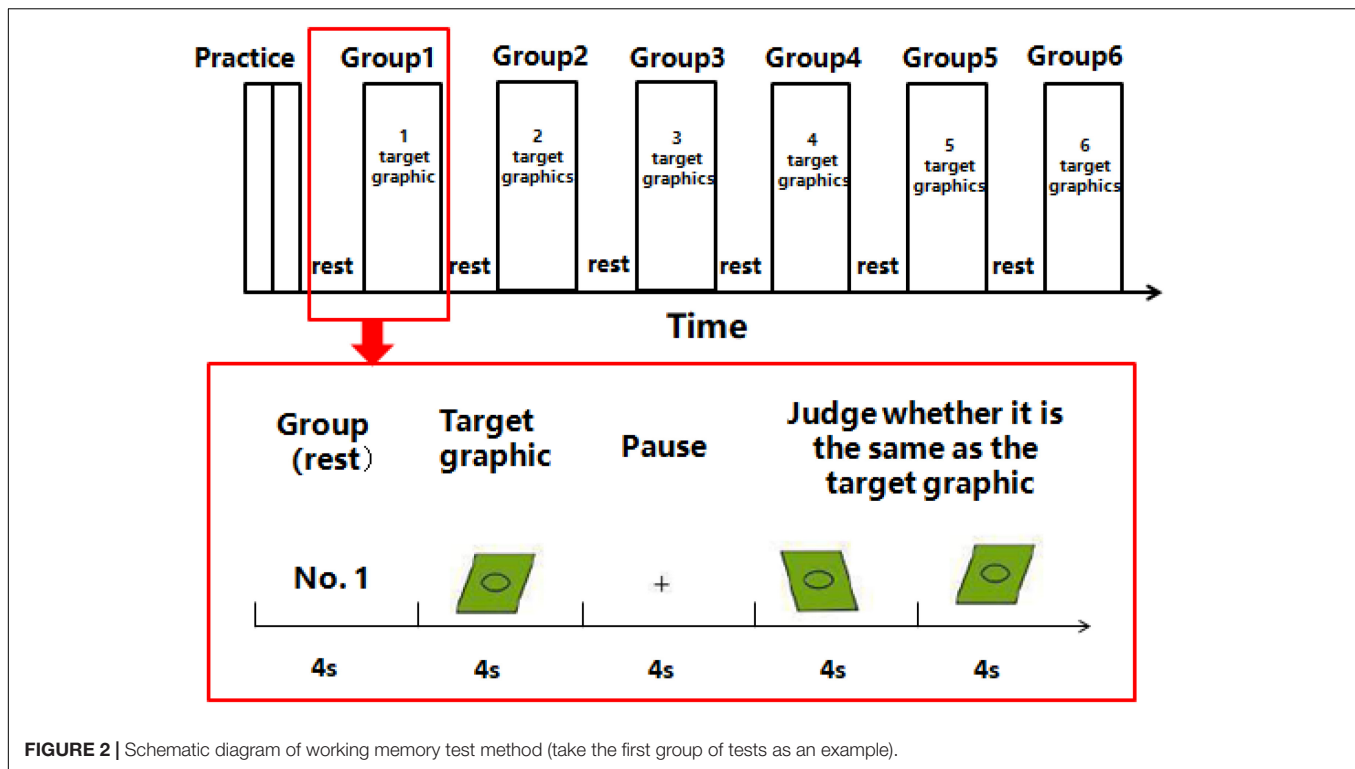 Practice Group1 Group2 Group3 Group4 Group5 Group6
1
target
graphic
2
target
graphics
3
target
graphics
4
target
graphics
5
target
graphics
6
target
graphics
rest rest rest rest rest rest
Time
Group
(rest）
Target
graphic
Pause
Judge whether it is
the same as the
target graphic
No. 1 +
4s 4s 4s 4s 4s
FIGURE 2 | Schematic diagram of working memory test method (take the first group of tests as an example).